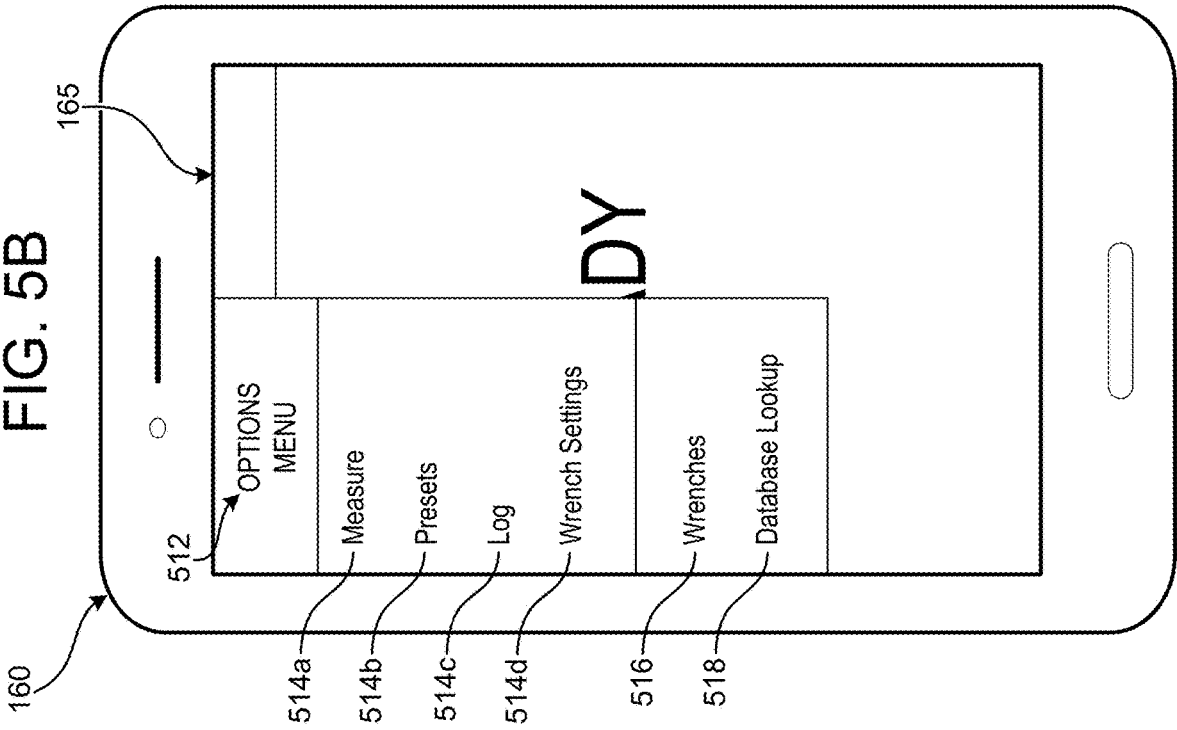 FIG. 5B
160
165
512
OPTIONS
MENU
514a
Measure
514b
Presets
514c
Log
514d
Wrench Settings
516
Wrenches
518
Database Lookup
DY